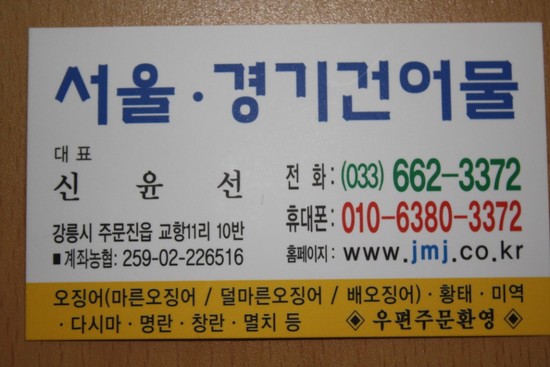 서울·경기건어물
대 표
신 윤 선
전 화: (033) 662-3372
휴대폰: 010-6380-3372
강릉시 주문진읍 교항11리 10반
■계좌농협: 259-02-226516
홈페이지: www.jmj.co.kr
오징어(마른오징어 / 덜마른오징어 / 배오징어)·황태·미역
·다시마·명란·창란·멸치 등 ◈우편주문환영◈